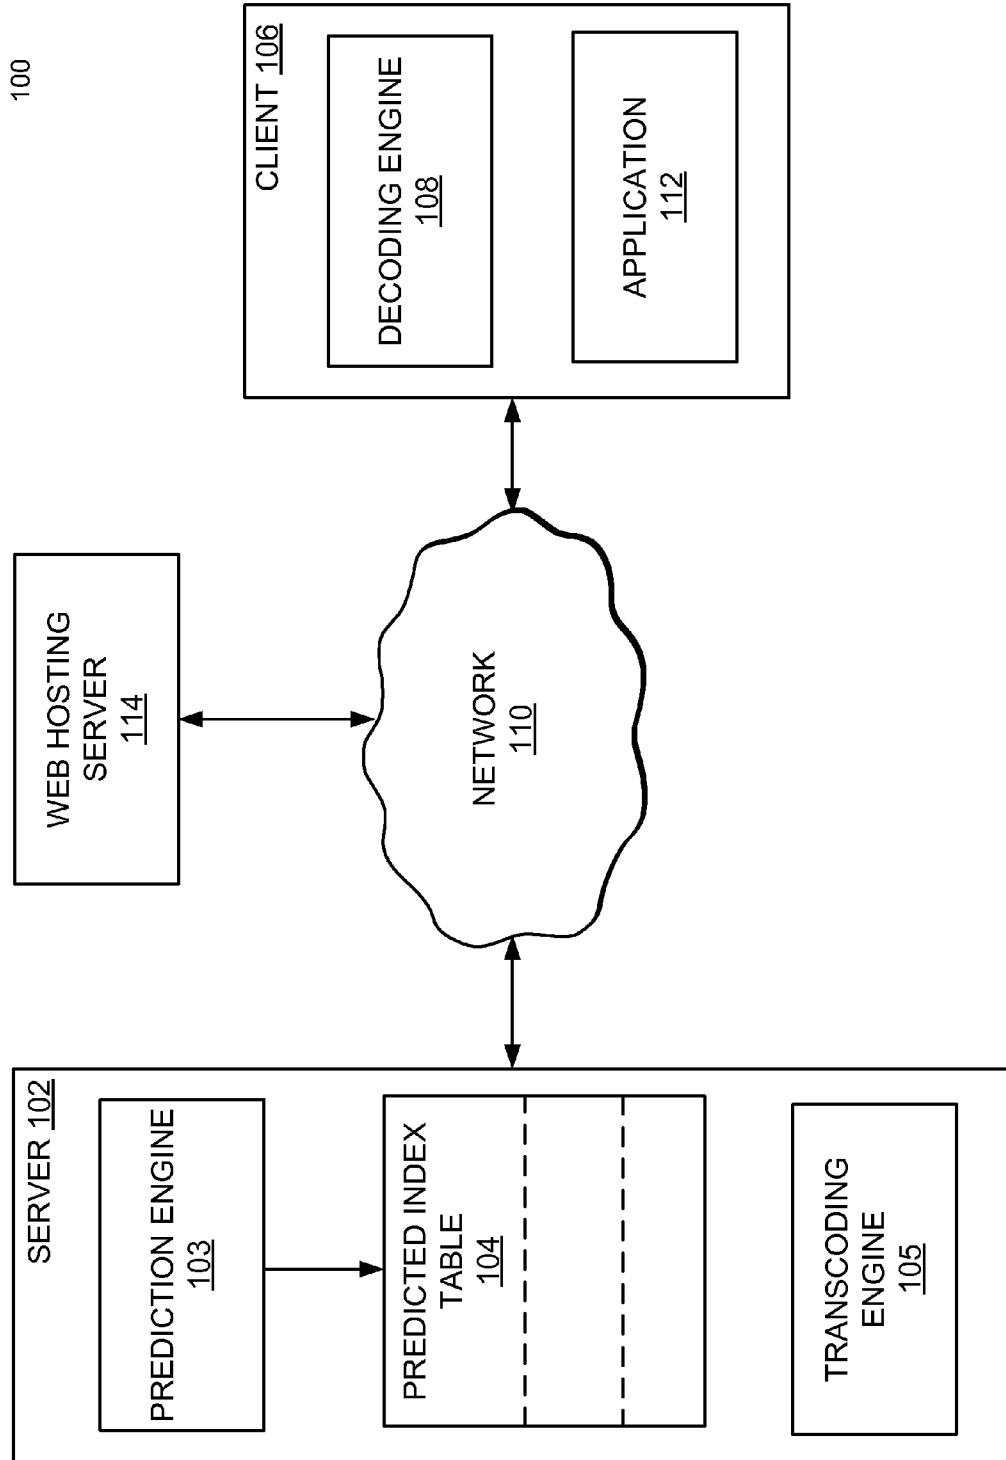 100
SERVER 102
PREDICTION ENGINE
103
PREDICTED INDEX
TABLE
104
TRANSCODING
ENGINE
105
WEB HOSTING
SERVER
114
NETWORK
110
CLIENT 106
DECODING ENGINE
108
APPLICATION
112